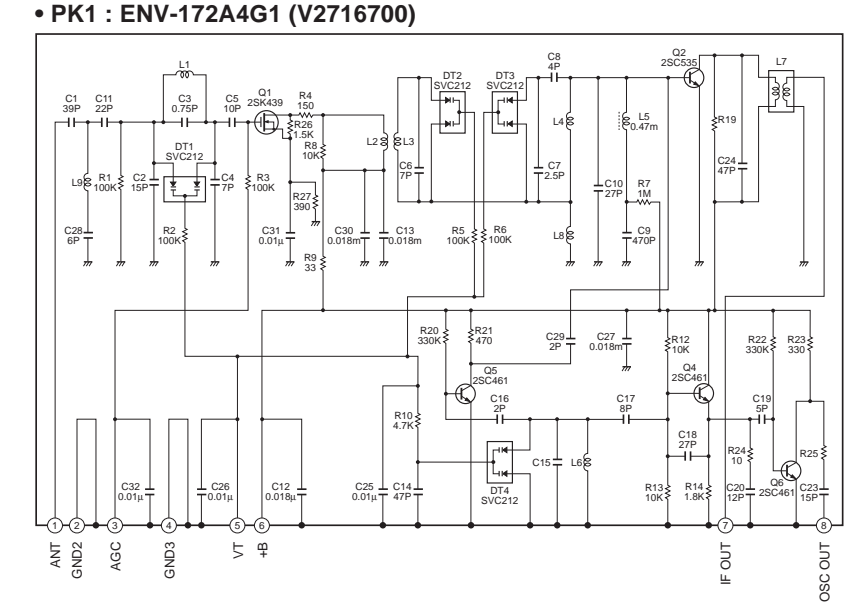 • PK1 : ENV-172A4G1 (V2716700)
L1
C1
39P
C11
22P
C3
0.75P
C5
10P
Q1
2SK439
R4
150
R26
1.5K
R8
10K
L2
L3
DT2
SVC212
DT3
SVC212
C8
4P
Q2
2SC535
L7
L4
L5
0.47m
R19
DT1
SVC212
L9
R1
100K
C2
15P
C4
7P
R3
100K
C6
7P
C7
2.5P
C10
27P
R7
1M
C24
47P
R27
390
C28
6P
R2
100K
C31
0.01µ
C30
0.018m
C13
0.018m
R5
100K
R6
100K
L8
C9
470P
R9
33
R20
330K
R21
470
C29
2P
C27
0.018m
R12
10K
R22
330K
R23
330
Q5
2SC461
Q4
2SC461
C16
2P
C17
8P
C19
5P
R10
4.7K
C18
27P
R24
10
R25
C32
0.01µ
C26
0.01µ
C12
0.018µ
C25
0.01µ
C14
47P
DT4
SVC212
C15
L6
R13
10K
R14
1.8K
C20
12P
Q6
2SC461
C23
15P
1
2
3
4
5
6
7
8
ANT
GND2
AGC
GND3
VT
+B
IF OUT
OSC OUT